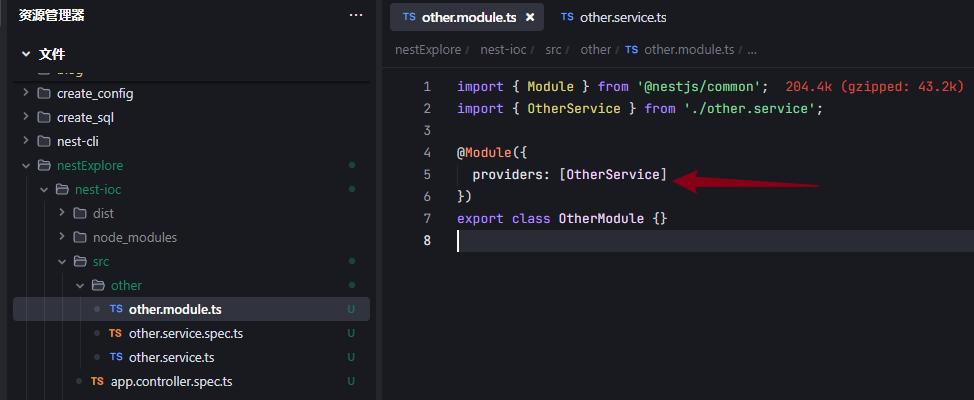 资源管理器
···
文件
create_config
create_sql
nest-cli
nestExplore
nest-ioc
dist
node_modules
src
other
TS other.module.ts U
TS other.service.spec.ts U
TS other.service.ts U
TS app.controller.spec.ts U
TS other.module.ts × TS other.service.ts
nestExplore / nest-ioc / src / other / TS other.module.ts / ...
1 import { Module } from '@nestjs/common'; 204.4k (gzipped: 43.2k)
2 import { OtherService } from './other.service';
3
4 @Module({
5 providers: [OtherService]
6 })
7 export class OtherModule {}
8